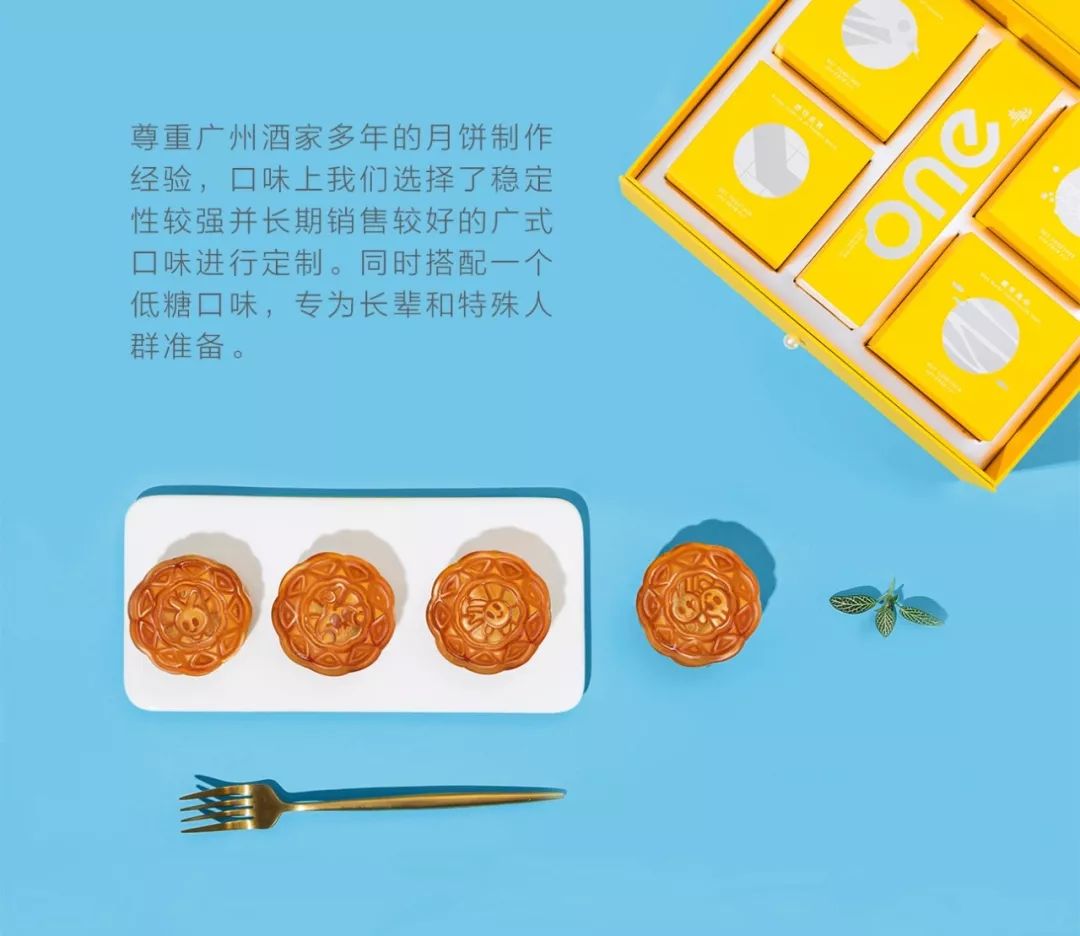 尊重广州酒家多年的月饼制作
经验，口味上我们选择了稳定
性较强并长期销售较好的广式
口味进行定制。同时搭配一个
低糖口味，专为长辈和特殊人
群准备。
one